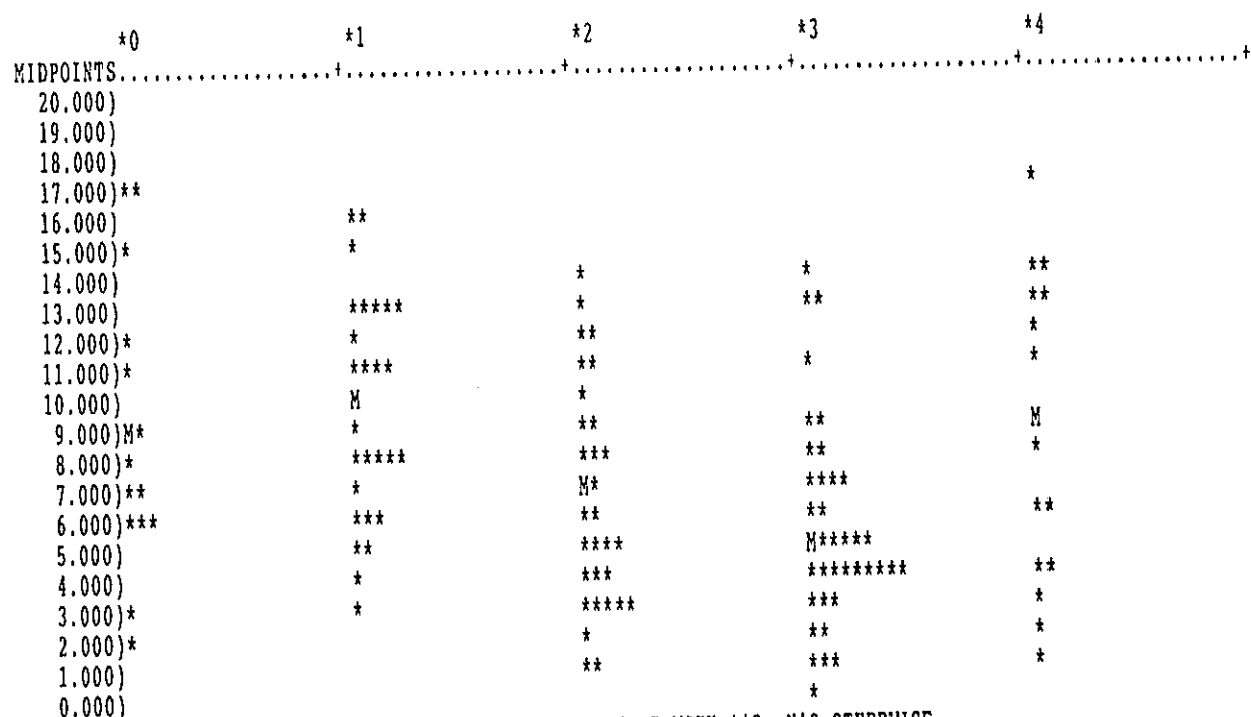 *0 *1 *2 *3 *4
MIDPOINTS...................+...................+...................+...................+...................+
20.000)
19.000)
18.000)
17.000)** *
16.000) **
15.000)* *
14.000) * * **
13.000) ***** * ** **
12.000)* * ** *
11.000)* **** ** * *
10.000) M *
9.000)M* * ** ** M
8.000)* ***** *** ** *
7.000)** * M* ****
6.000)*** *** ** ** **
5.000) ** **** M*****
4.000) * *** ********* **
3.000)* * ***** *** *
2.000)* * ** *
1.000) ** *** *
0.000) *
OTHERWISE